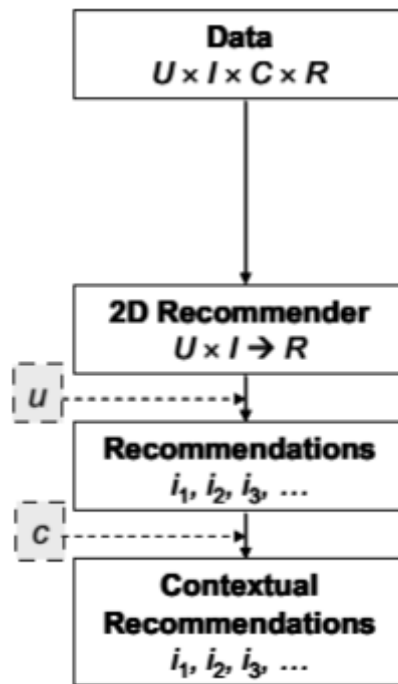 Data
U × I × C × R
2D Recommender
U × I → R
u
Recommendations
i₁, i₂, i₃, ...
c
Contextual
Recommendations
i₁, i₂, i₃, ...